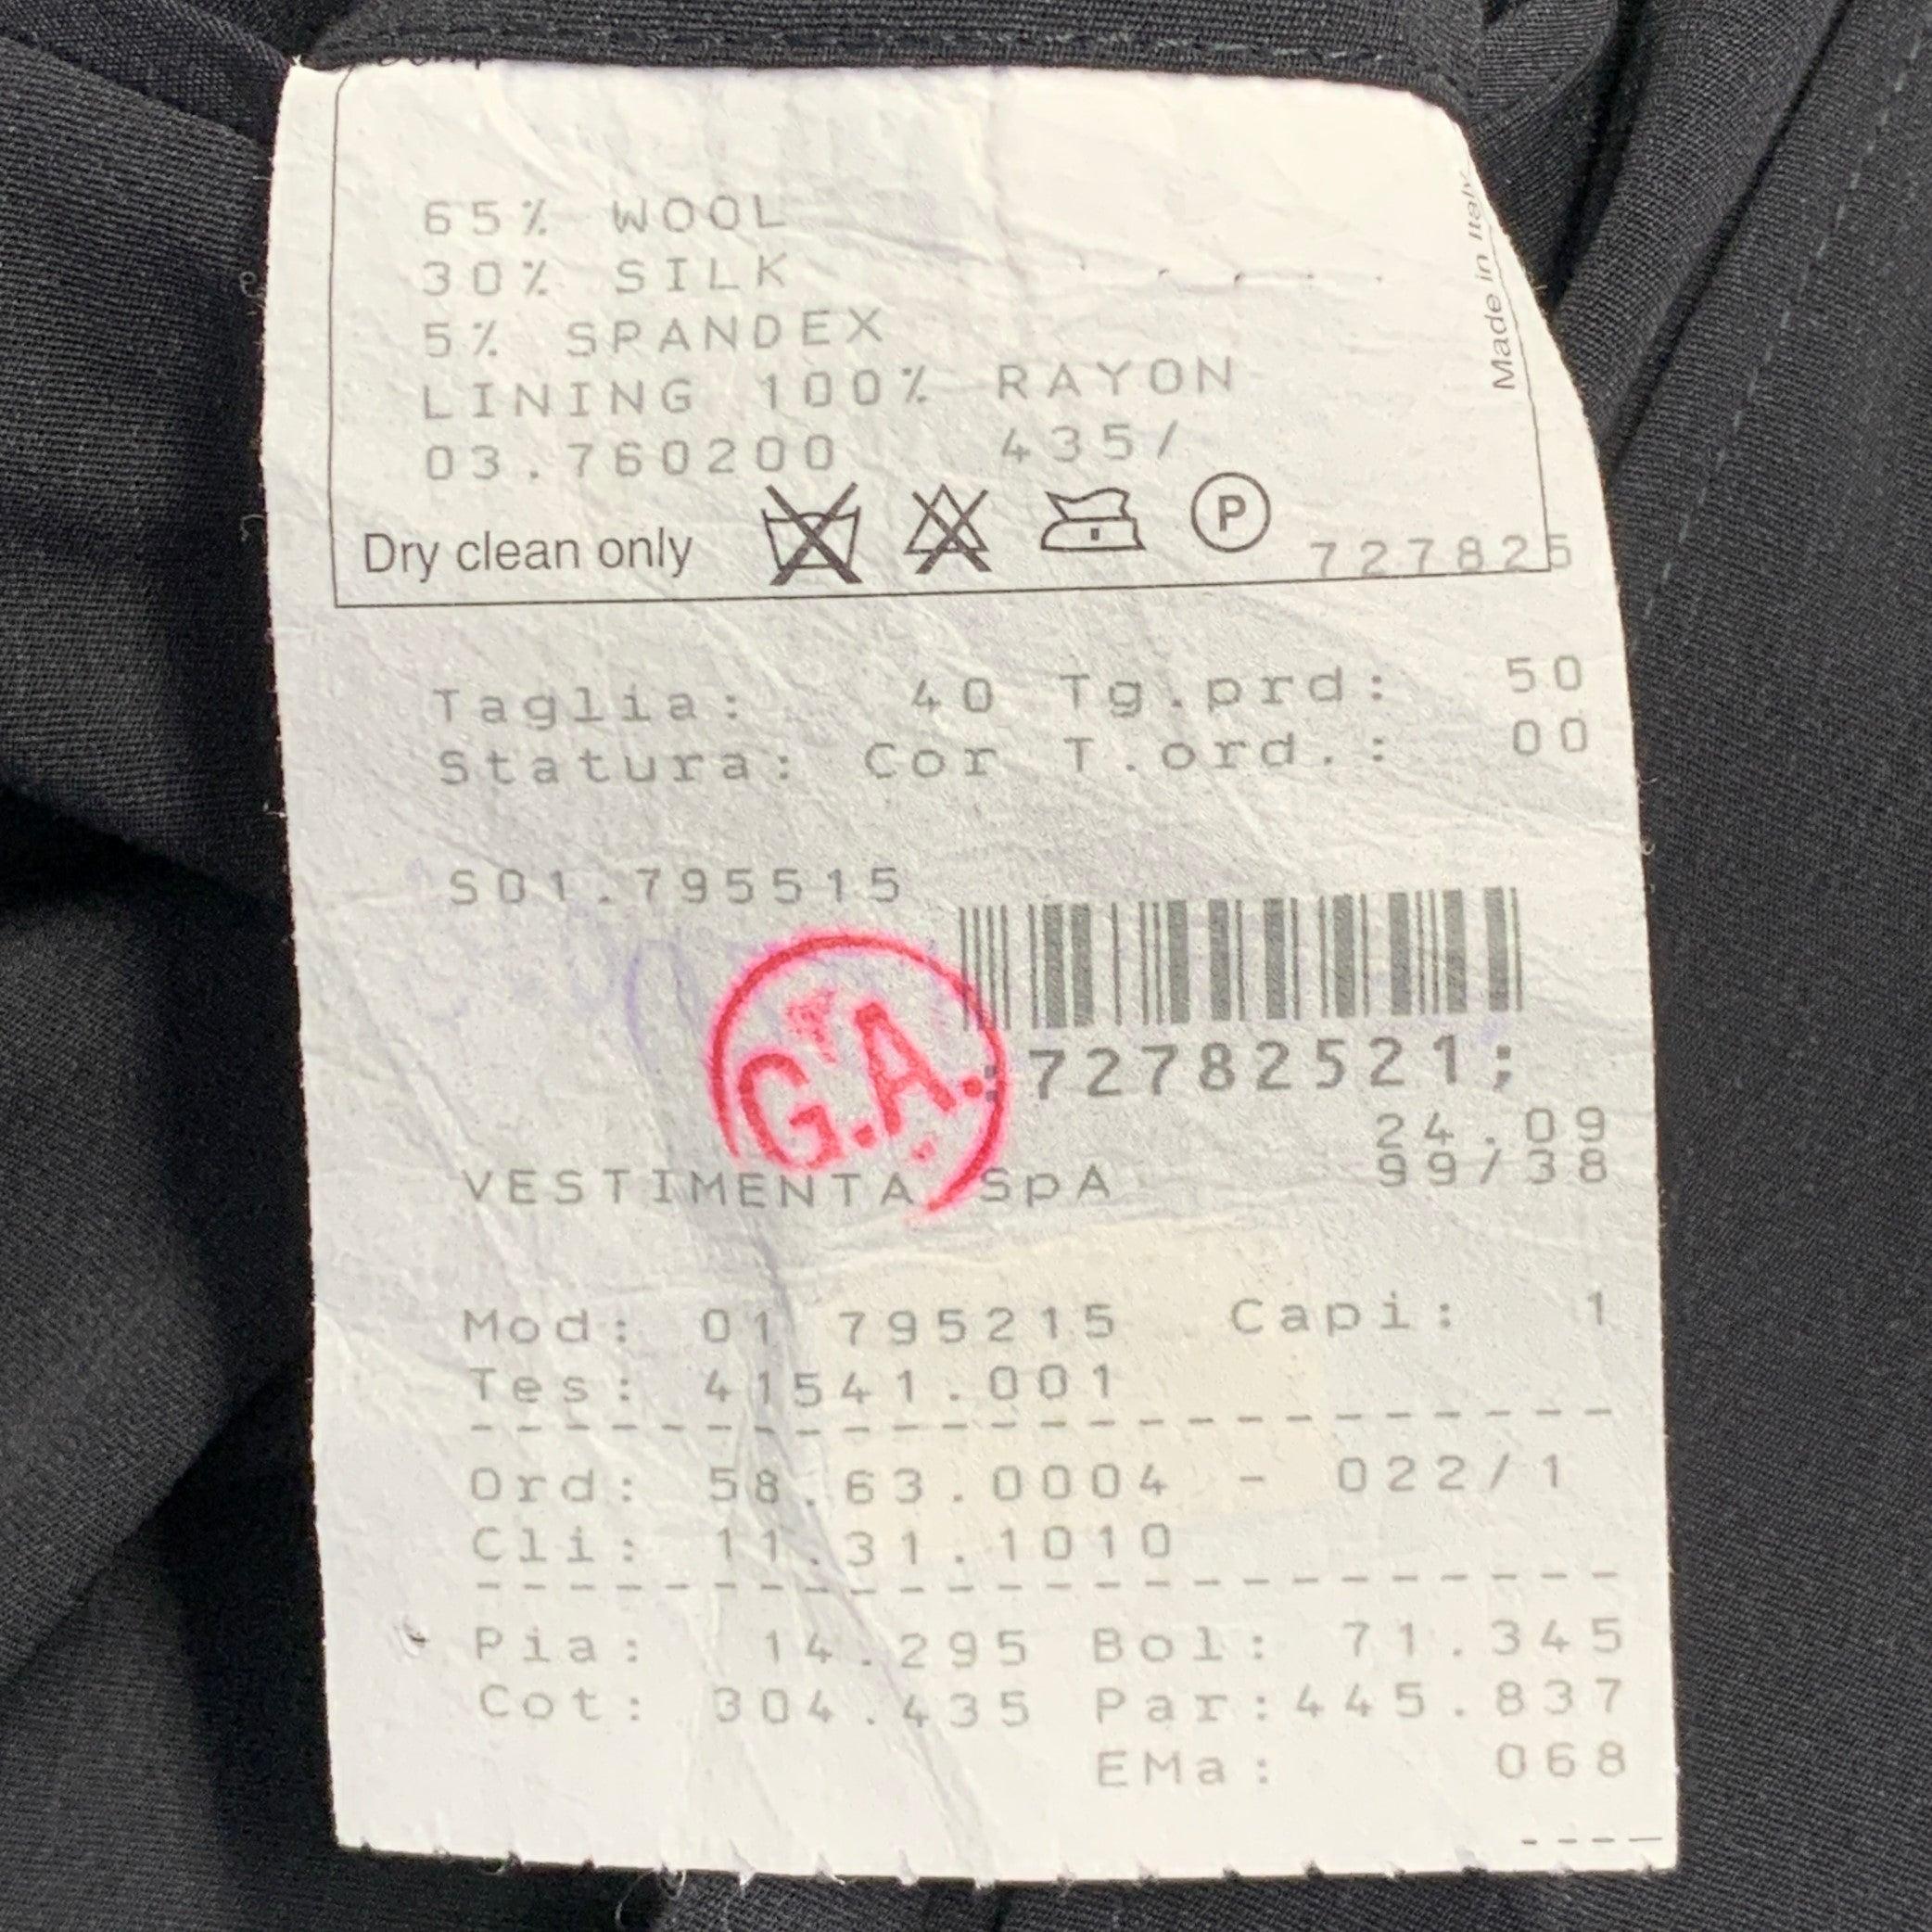 65% WOOL
30% SILK
5% SPANDEX
LINING 100% RAYON
03.760200 435/
Made in Italy
Dry clean only P 727825
Taglia: 40 Tg.prd: 50
Statura: Cor T.ord.: 00
S01.795515
G.A.
:72782521;
24.09
VESTIMENTA SpA 99/38
Mod: 01 795215 Capi: 1
Tes: 41541.001
Ord: 58.63.0004 - 022/1
Cli: 11.31.1010
Pia: 14.295 Bol: 71.345
Cot: 304.435 Par:445.837
EMa: 068